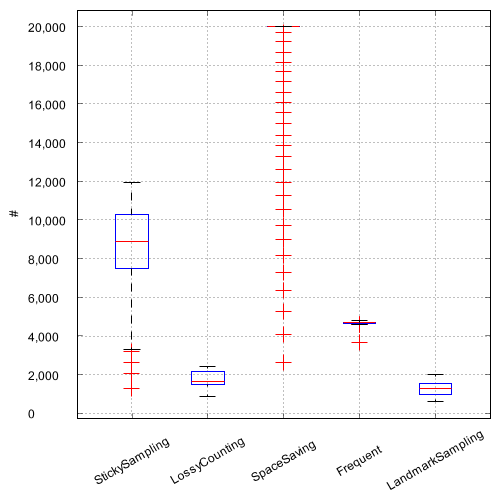 20,000
18,000
16,000
14,000
12,000
10,000
8,000
6,000
4,000
2,000
0
#
StickySampling
LossyCounting
SpaceSaving
Frequent
LandmarkSampling